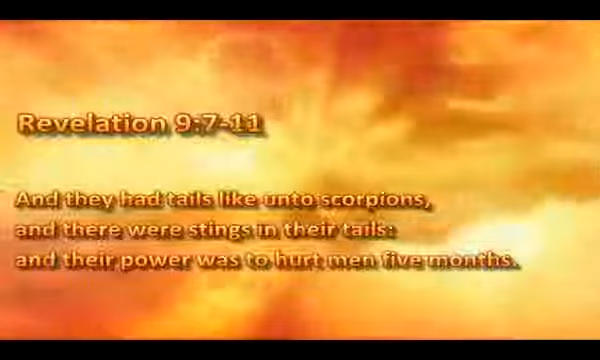 Revelation 9:7-11
And they had tails like unto scorpions,
and there were stings in their tails:
and their power was to hurt men five months.